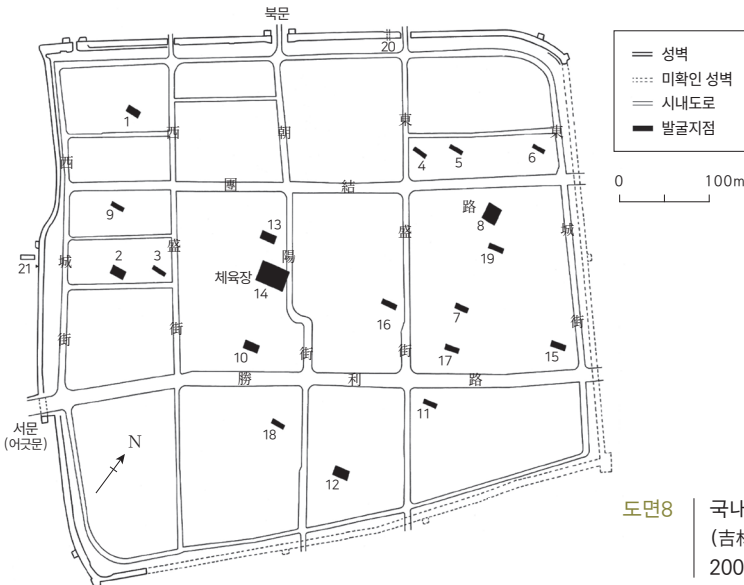 북문
20
1
西
西
朝
東
東
4
5
6
團
結
9
13
路
8
19
城
2
3
盛
陽
盛
城
21
체육장
14
16
7
街
街
10
街
街
17
15
街
勝
利
路
서문
(어긋문)
18
11
12
N
성벽
미확인 성벽
시내도로
발굴지점
0
100m
도면8
국내
(吉林
200